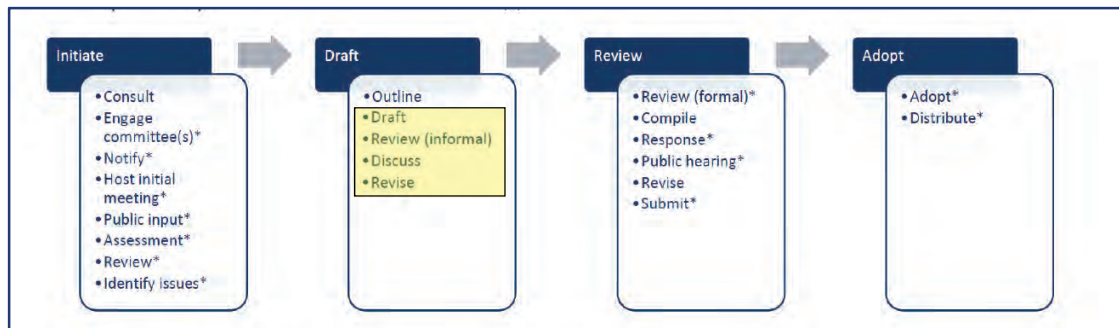 Initiate
• Consult
• Engage
committee(s)*
• Notify*
• Host initial
meeting*
• Public input*
• Assessment*
• Review*
• Identify issues*
Draft
• Outline
• Draft
• Review (informal)
• Discuss
• Revise
Review
• Review (formal)*
• Compile
• Response*
• Public hearing*
• Revise
• Submit*
Adopt
• Adopt*
• Distribute*